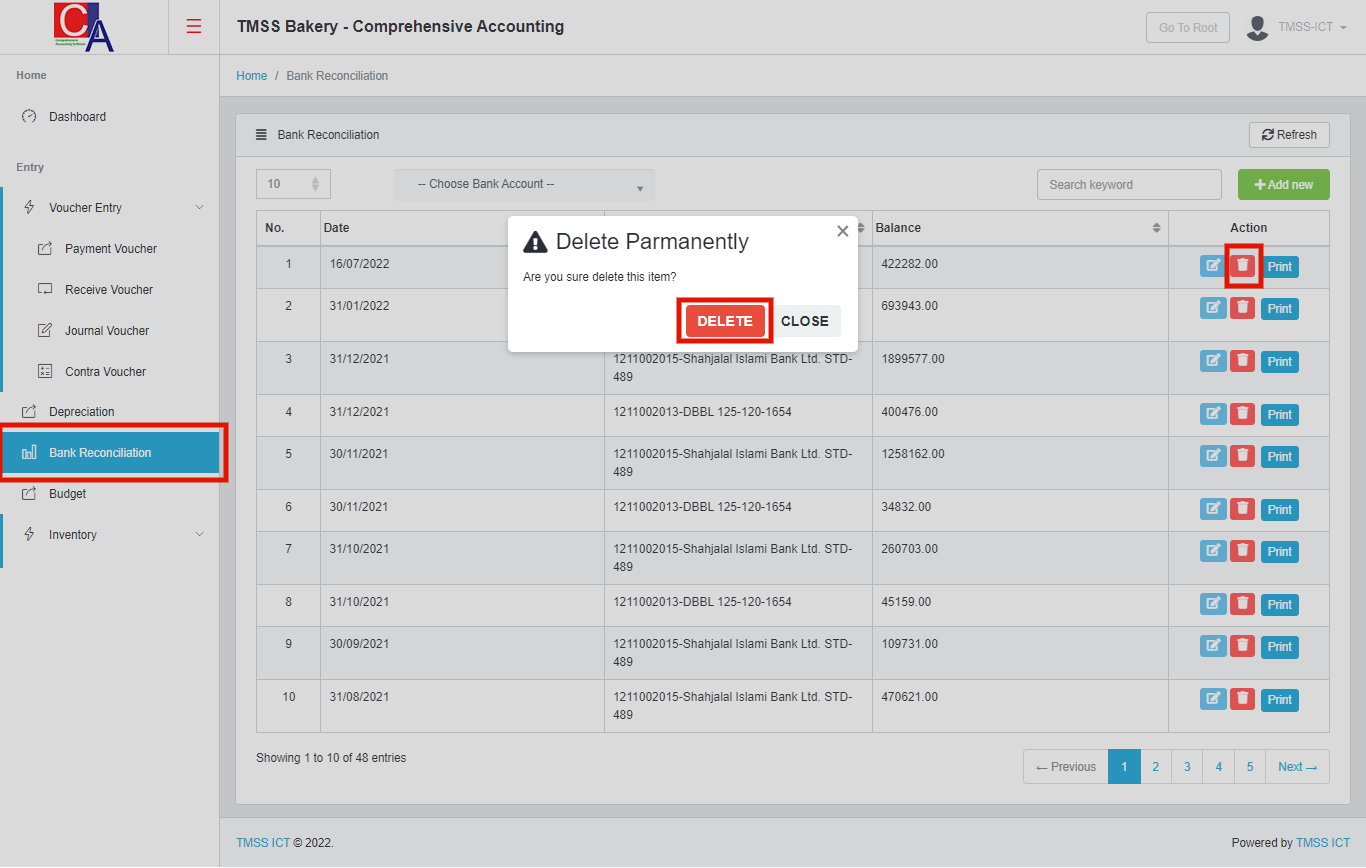 CA
Comprehensive
Accounting Software
TMSS Bakery - Comprehensive Accounting
Go To Root
TMSS-ICT
Home
Dashboard
Entry
Voucher Entry
Payment Voucher
Receive Voucher
Journal Voucher
Contra Voucher
Depreciation
Bank Reconciliation
Budget
Inventory
Home / Bank Reconciliation
Bank Reconciliation
Refresh
10
-- Choose Bank Account --
Search keyword
+ Add new
No. Date Balance Action
1 16/07/2022 422282.00 Print
2 31/01/2022 693943.00 Print
Delete Parmanently ×
Are you sure delete this item?
DELETE CLOSE
3 31/12/2021 1211002015-Shahjalal Islami Bank Ltd. STD- 1899577.00 Print
489
4 31/12/2021 1211002013-DBBL 125-120-1654 400476.00 Print
5 30/11/2021 1211002015-Shahjalal Islami Bank Ltd. STD- 1258162.00 Print
489
6 30/11/2021 1211002013-DBBL 125-120-1654 34832.00 Print
7 31/10/2021 1211002015-Shahjalal Islami Bank Ltd. STD- 260703.00 Print
489
8 31/10/2021 1211002013-DBBL 125-120-1654 45159.00 Print
9 30/09/2021 1211002015-Shahjalal Islami Bank Ltd. STD- 109731.00 Print
489
10 31/08/2021 1211002015-Shahjalal Islami Bank Ltd. STD- 470621.00 Print
489
Showing 1 to 10 of 48 entries
← Previous 1 2 3 4 5 Next →
TMSS ICT © 2022.
Powered by TMSS ICT